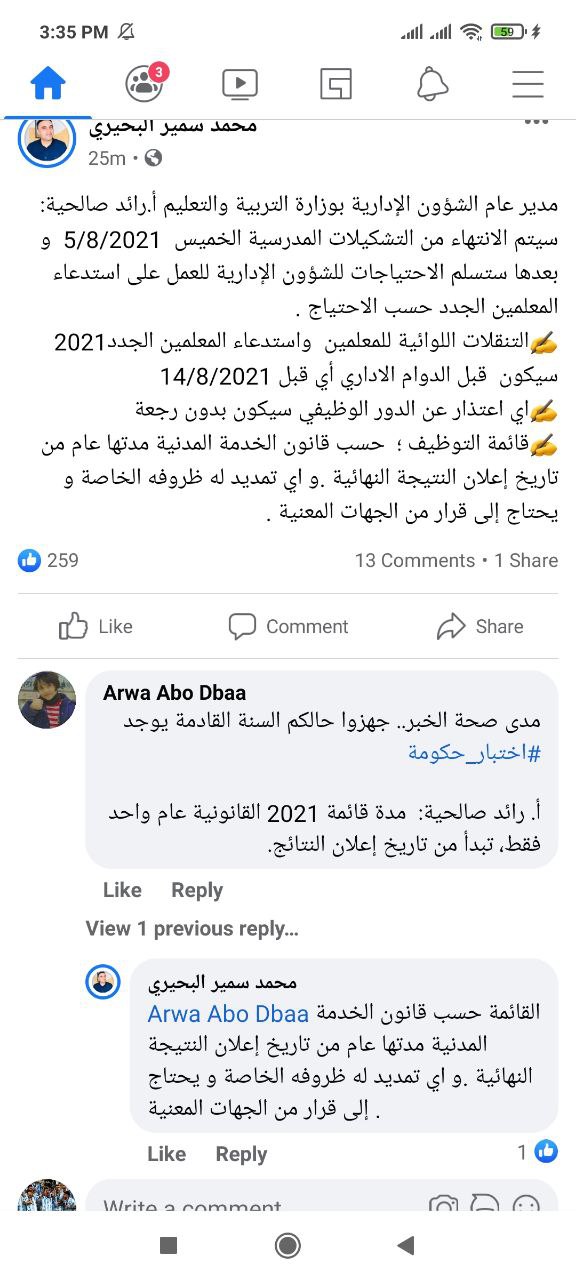 3:35 PM
59
3
محمد سمير البحيري
25m
مدير عام الشؤون الإدارية بوزارة التربية والتعليم أ.رائد صالحية:
سيتم الانتهاء من التشكيلات المدرسية الخميس 5/8/2021 و
بعدها ستسلم الاحتياجات للشؤون الإدارية للعمل على استدعاء
المعلمين الجدد حسب الاحتياج .
✍️التنقلات اللوائية للمعلمين واستدعاء المعلمين الجدد2021
سيكون قبل الدوام الاداري أي قبل 14/8/2021
✍️اي اعتذار عن الدور الوظيفي سيكون بدون رجعة
✍️قائمة التوظيف ؛ حسب قانون الخدمة المدنية مدتها عام من
تاريخ إعلان النتيجة النهائية .و اي تمديد له ظروفه الخاصة و
يحتاج إلى قرار من الجهات المعنية .
259
13 Comments • 1 Share
Like Comment Share
Arwa Abo Dbaa
مدى صحة الخبر.. جهزوا حالكم السنة القادمة يوجد
#اختبار_حكومة
أ. رائد صالحية: مدة قائمة 2021 القانونية عام واحد
فقط، تبدأ من تاريخ إعلان النتائج.
Like Reply
View 1 previous reply...
محمد سمير البحيري
Arwa Abo Dbaa القائمة حسب قانون الخدمة
المدنية مدتها عام من تاريخ إعلان النتيجة
النهائية .و اي تمديد له ظروفه الخاصة و يحتاج
إلى قرار من الجهات المعنية .
Like Reply 1
Write a comment